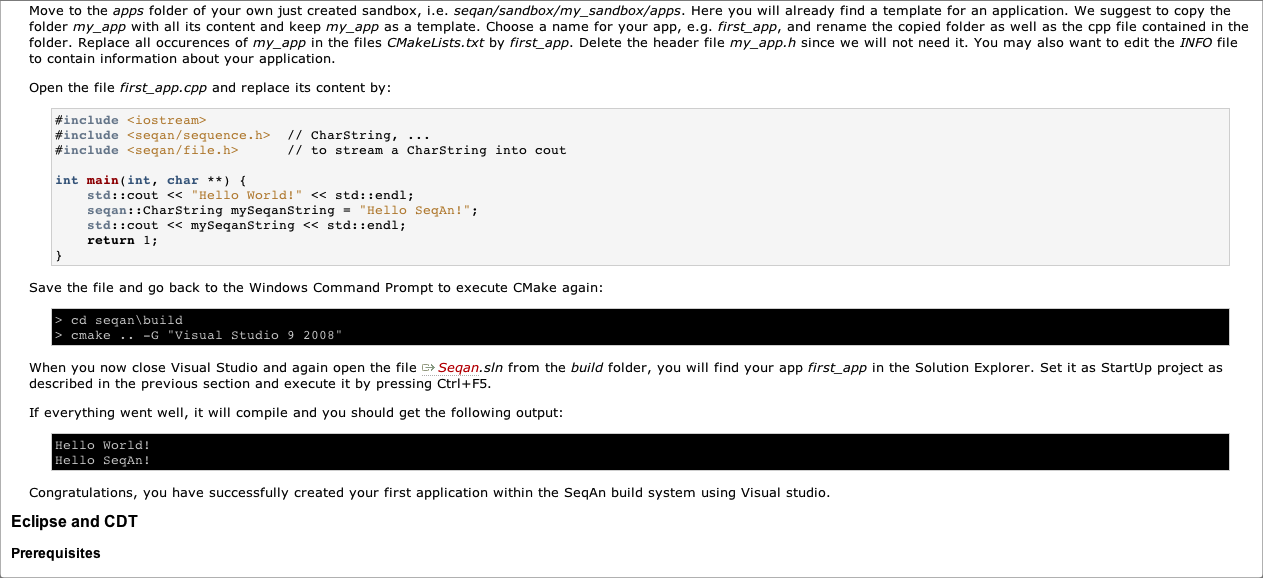 Move to the apps folder of your own just created sandbox, i.e. seqan/sandbox/my_sandbox/apps. Here you will already find a template for an application. We suggest to copy the
folder my_app with all its content and keep my_app as a template. Choose a name for your app, e.g. first_app, and rename the copied folder as well as the cpp file contained in the
folder. Replace all occurences of my_app in the files CMakeLists.txt by first_app. Delete the header file my_app.h since we will not need it. You may also want to edit the INFO file
to contain information about your application.
Open the file first_app.cpp and replace its content by:
#include <iostream>
#include <seqan/sequence.h>  // CharString, ...
#include <seqan/file.h>      // to stream a CharString into cout
int main(int, char **) {
    std::cout << "Hello World!" << std::endl;
    seqan::CharString mySeqanString = "Hello SeqAn!";
    std::cout << mySeqanString << std::endl;
    return 1;
}
Save the file and go back to the Windows Command Prompt to execute CMake again:
> cd seqan\build
> cmake .. -G "Visual Studio 9 2008"
When you now close Visual Studio and again open the file Seqan.sln from the build folder, you will find your app first_app in the Solution Explorer. Set it as StartUp project as
described in the previous section and execute it by pressing Ctrl+F5.
If everything went well, it will compile and you should get the following output:
Hello World!
Hello SeqAn!
Congratulations, you have successfully created your first application within the SeqAn build system using Visual studio.
Eclipse and CDT
Prerequisites